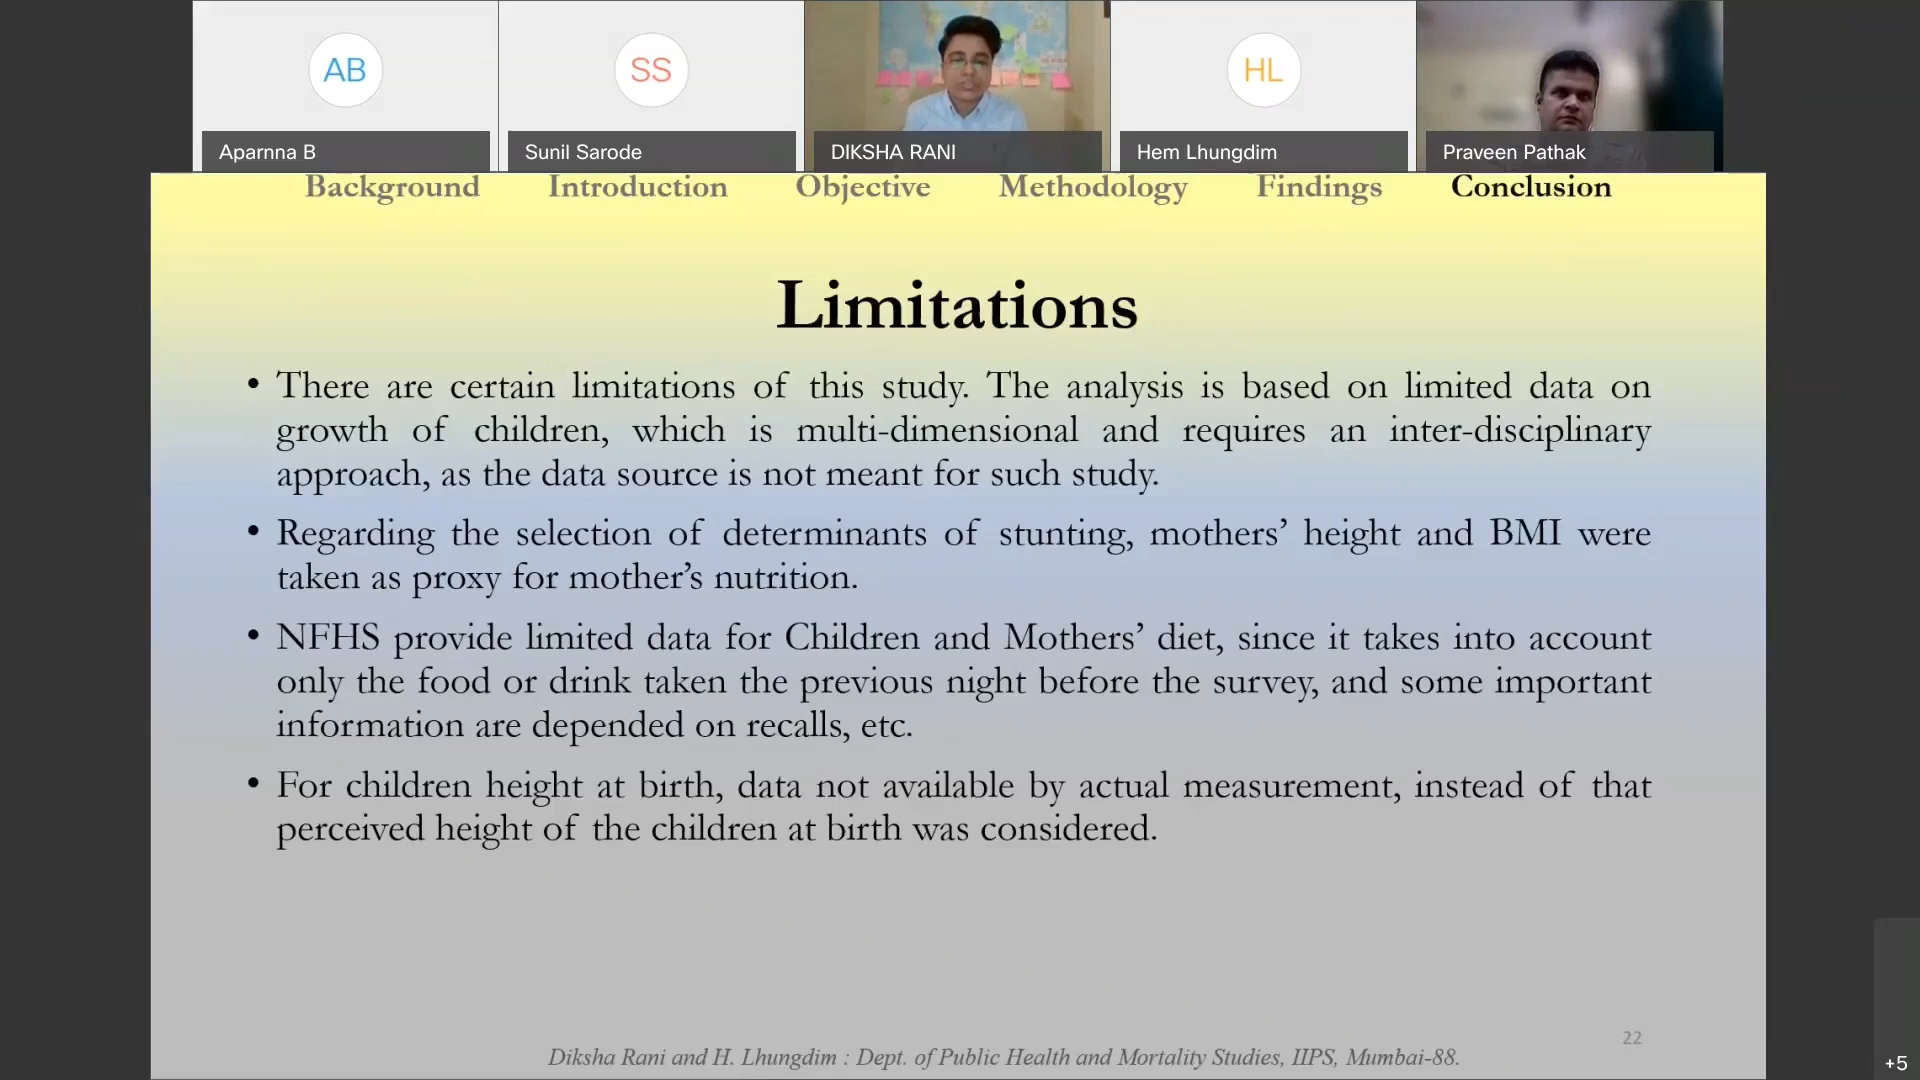 AB
SS
HL
Aparnna B
Sunil Sarode
DIKSHA RANI
Hem Lhungdim
Praveen Pathak
Background Introduction Objective Methodology Findings Conclusion
Limitations
• There are certain limitations of this study. The analysis is based on limited data on
growth of children, which is multi-dimensional and requires an inter-disciplinary
approach, as the data source is not meant for such study.
• Regarding the selection of determinants of stunting, mothers’ height and BMI were
taken as proxy for mother’s nutrition.
• NFHS provide limited data for Children and Mothers’ diet, since it takes into account
only the food or drink taken the previous night before the survey, and some important
information are depended on recalls, etc.
• For children height at birth, data not available by actual measurement, instead of that
perceived height of the children at birth was considered.
22
Diksha Rani and H. Lhungdim : Dept. of Public Health and Mortality Studies, IIPS, Mumbai-88.
+5